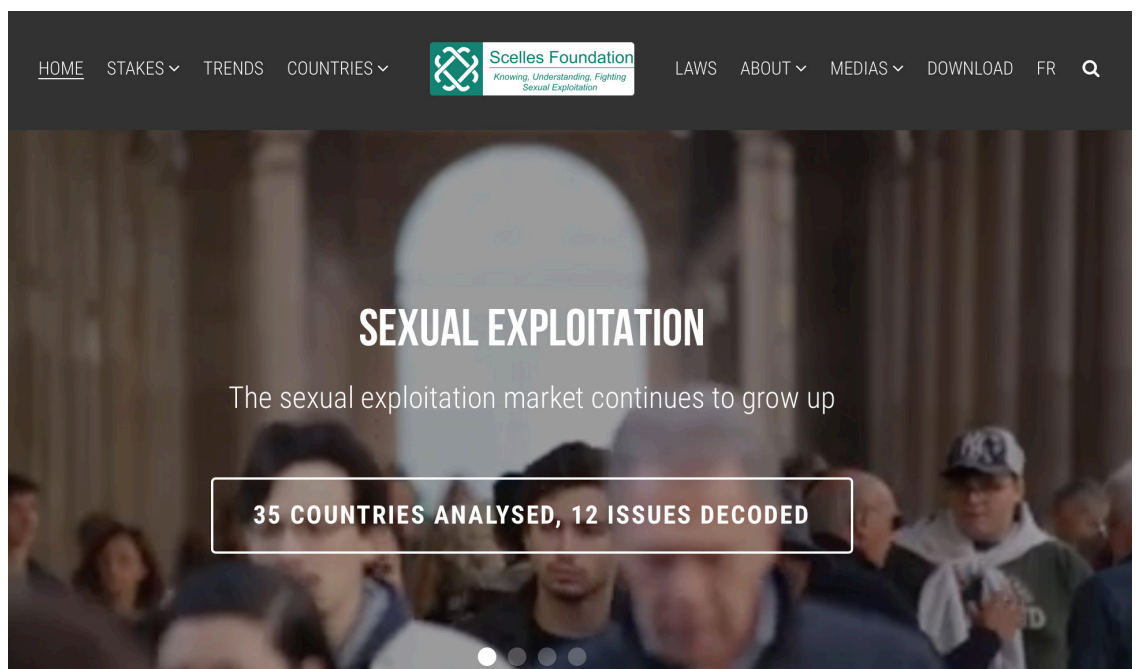 HOME STAKES TRENDS COUNTRIES
Scelles Foundation
Knowing, Understanding, Fighting
Sexual Exploitation
LAWS ABOUT MEDIAS DOWNLOAD FR
SEXUAL EXPLOITATION
The sexual exploitation market continues to grow up
35 COUNTRIES ANALYSED, 12 ISSUES DECODED